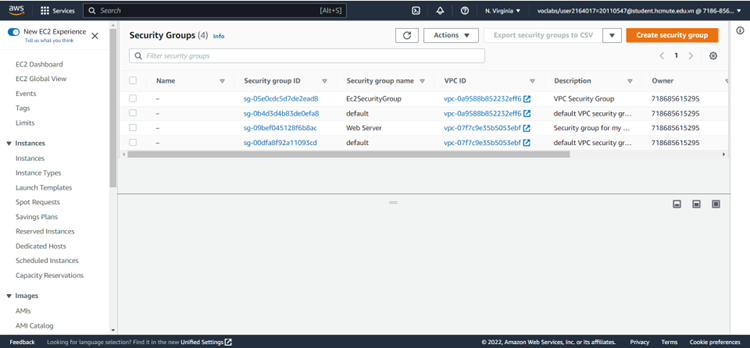 aws
Services
Search
[Alt+S]
N. Virginia
voclabs/user2164017=20110547@student.hcmute.edu.vn @ 7186-856...
New EC2 Experience
Tell us what you think
EC2 Dashboard
EC2 Global View
Events
Tags
Limits
Instances
Instances
Instance Types
Launch Templates
Spot Requests
Savings Plans
Reserved Instances
Dedicated Hosts
Scheduled Instances
Capacity Reservations
Images
AMIs
AMI Catalog
Security Groups (4) Info
Actions
Export security groups to CSV
Create security group
Filter security groups
1
Name Security group ID Security group name VPC ID Description Owner
– sg-05e0cdc5d7de2ead8 Ec2SecurityGroup vpc-0a9588b852232eff6 VPC Security Group 718685615295
– sg-0b4d3d4b83de0efa8 default vpc-0a9588b852232eff6 default VPC security gr... 718685615295
– sg-09bef045128f6b8ac Web Server vpc-07f7c9e35b5053ebf Security group for my ... 718685615295
– sg-00dfa8f92a11093cd default vpc-07f7c9e35b5053ebf default VPC security gr... 718685615295
Feedback
Looking for language selection? Find it in the new Unified Settings
© 2022, Amazon Web Services, Inc. or its affiliates.
Privacy
Terms
Cookie preferences